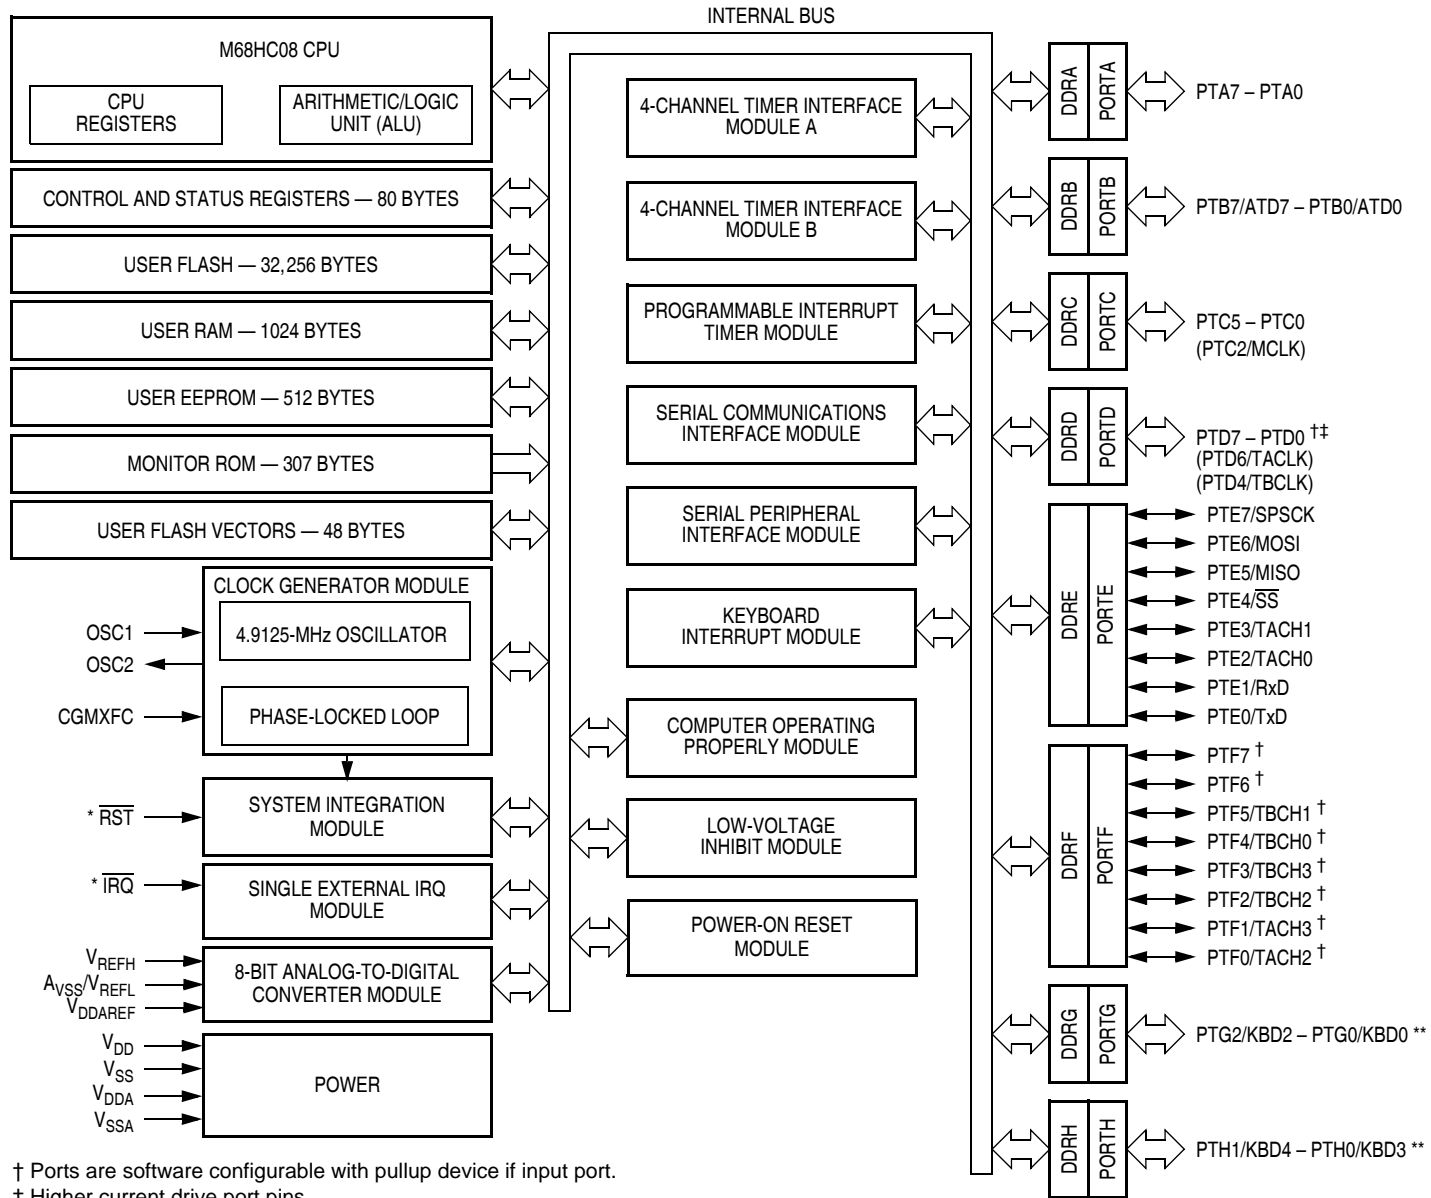 INTERNAL BUS
M68HC08 CPU
CPU
REGISTERS
ARITHMETIC/LOGIC
UNIT (ALU)
CONTROL AND STATUS REGISTERS — 80 BYTES
USER FLASH — 32,256 BYTES
USER RAM — 1024 BYTES
USER EEPROM — 512 BYTES
MONITOR ROM — 307 BYTES
USER FLASH VECTORS — 48 BYTES
CLOCK GENERATOR MODULE
4.9125-MHz OSCILLATOR
PHASE-LOCKED LOOP
OSC1
OSC2
CGMXFC
SYSTEM INTEGRATION
MODULE
* R̅S̅T̅
SINGLE EXTERNAL IRQ
MODULE
* I̅R̅Q̅
8-BIT ANALOG-TO-DIGITAL
CONVERTER MODULE
VREFH
AVSS/VREFL
VDDAREF
POWER
VDD
VSS
VDDA
VSSA
4-CHANNEL TIMER INTERFACE
MODULE A
4-CHANNEL TIMER INTERFACE
MODULE B
PROGRAMMABLE INTERRUPT
TIMER MODULE
SERIAL COMMUNICATIONS
INTERFACE MODULE
SERIAL PERIPHERAL
INTERFACE MODULE
KEYBOARD
INTERRUPT MODULE
COMPUTER OPERATING
PROPERLY MODULE
LOW-VOLTAGE
INHIBIT MODULE
POWER-ON RESET
MODULE
DDRA
PORTA
PTA7 – PTA0
DDRB
PORTB
PTB7/ATD7 – PTB0/ATD0
DDRC
PORTC
PTC5 – PTC0
(PTC2/MCLK)
DDRD
PORTD
PTD7 – PTD0 †‡
(PTD6/TACLK)
(PTD4/TBCLK)
DDRE
PORTE
PTE7/SPSCK
PTE6/MOSI
PTE5/MISO
PTE4/S̅S̅
PTE3/TACH1
PTE2/TACH0
PTE1/RxD
PTE0/TxD
DDRF
PORTF
PTF7 †
PTF6 †
PTF5/TBCH1 †
PTF4/TBCH0 †
PTF3/TBCH3 †
PTF2/TBCH2 †
PTF1/TACH3 †
PTF0/TACH2 †
DDRG
PORTG
PTG2/KBD2 – PTG0/KBD0 **
DDRH
PORTH
PTH1/KBD4 – PTH0/KBD3 **
† Ports are software configurable with pullup device if input port.
Higher current drive port pins